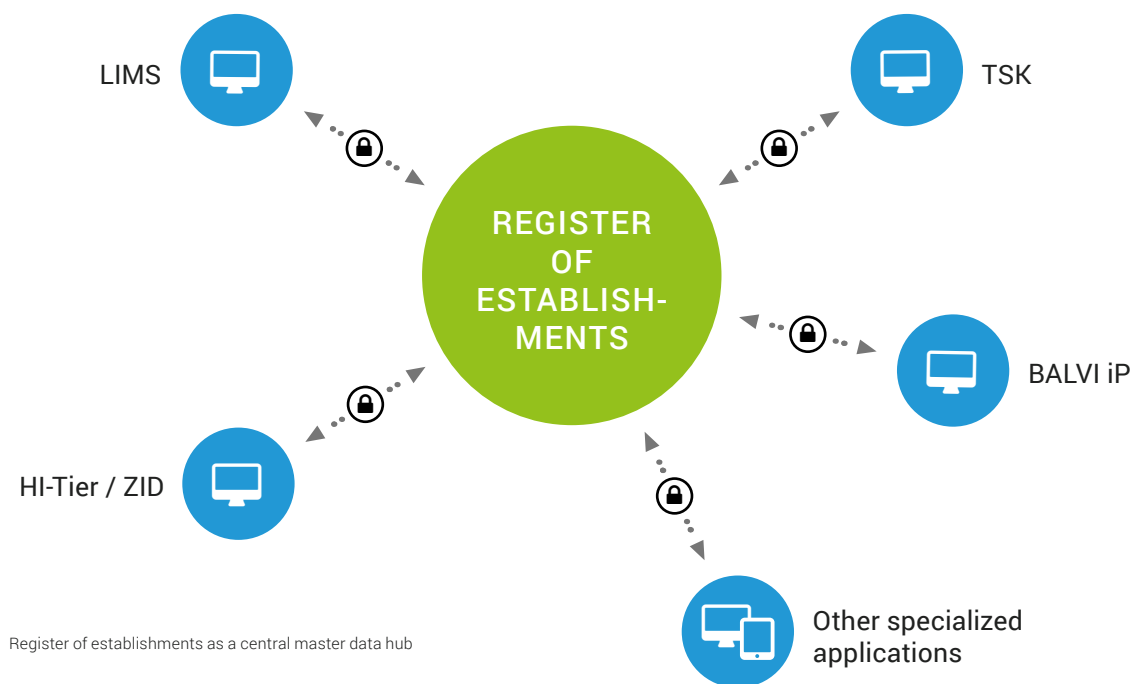 LIMS
TSK
REGISTER
OF
ESTABLISH-
MENTS
BALVI iP
HI-Tier / ZID
Other specialized
applications
Register of establishments as a central master data hub